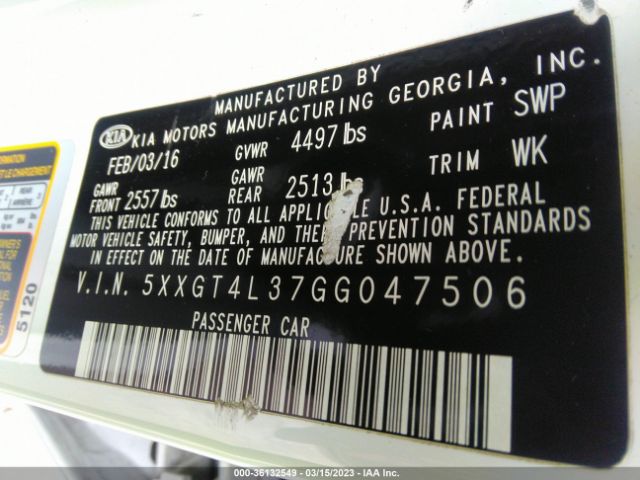 MANUFACTURED BY
KIA KIA MOTORS MANUFACTURING GEORGIA, INC.
FEB/03/16 GVWR 4497 lbs PAINT SWP
GAWR FRONT 2557 lbs GAWR REAR 2513 lbs TRIM WK
THIS VEHICLE CONFORMS TO ALL APPLICABLE U.S.A. FEDERAL
MOTOR VEHICLE SAFETY, BUMPER, AND THEFT PREVENTION STANDARDS
IN EFFECT ON THE DATE OF MANUFACTURE SHOWN ABOVE.
V.I.N. 5XXGT4L37GG047506
PASSENGER CAR
5120
000-36132549 - 03/15/2023 - IAA Inc.